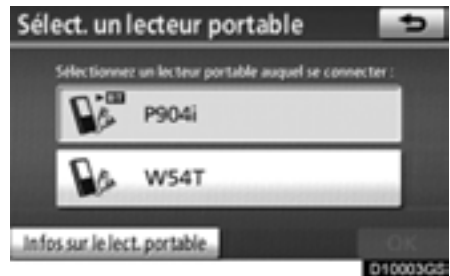 Sélect. un lecteur portable
Sélectionnez un lecteur portable auquel se connecter :
P904i
W54T
Infos sur le lect. portable
OK
D10003GS